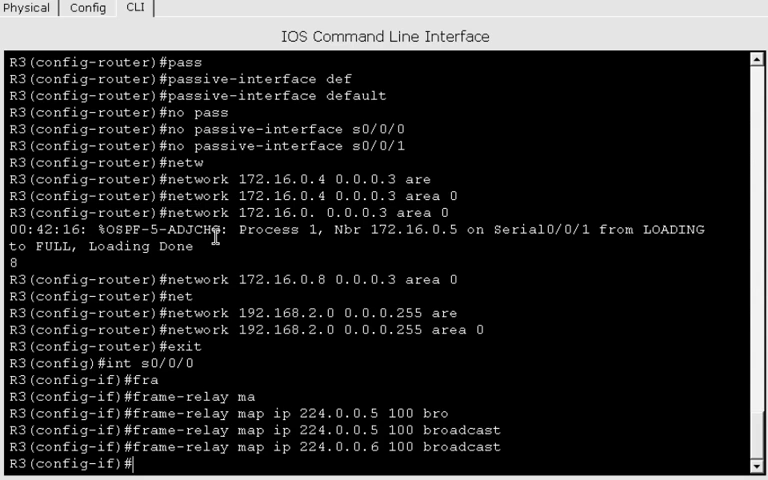 Physical Config CLI
IOS Command Line Interface
R3(config-router)#pass
R3(config-router)#passive-interface def
R3(config-router)#passive-interface default
R3(config-router)#no pass
R3(config-router)#no passive-interface s0/0/0
R3(config-router)#no passive-interface s0/0/1
R3(config-router)#netw
R3(config-router)#network 172.16.0.4 0.0.0.3 are
R3(config-router)#network 172.16.0.4 0.0.0.3 area 0
R3(config-router)#network 172.16.0. 0.0.0.3 area 0
00:42:16: %OSPF-5-ADJCHG: Process 1, Nbr 172.16.0.5 on Serial0/0/1 from LOADING
to FULL, Loading Done
8
R3(config-router)#network 172.16.0.8 0.0.0.3 area 0
R3(config-router)#net
R3(config-router)#network 192.168.2.0 0.0.0.255 are
R3(config-router)#network 192.168.2.0 0.0.0.255 area 0
R3(config-router)#exit
R3(config)#int s0/0/0
R3(config-if)#fra
R3(config-if)#frame-relay ma
R3(config-if)#frame-relay map ip 224.0.0.5 100 bro
R3(config-if)#frame-relay map ip 224.0.0.5 100 broadcast
R3(config-if)#frame-relay map ip 224.0.0.6 100 broadcast
R3(config-if)#